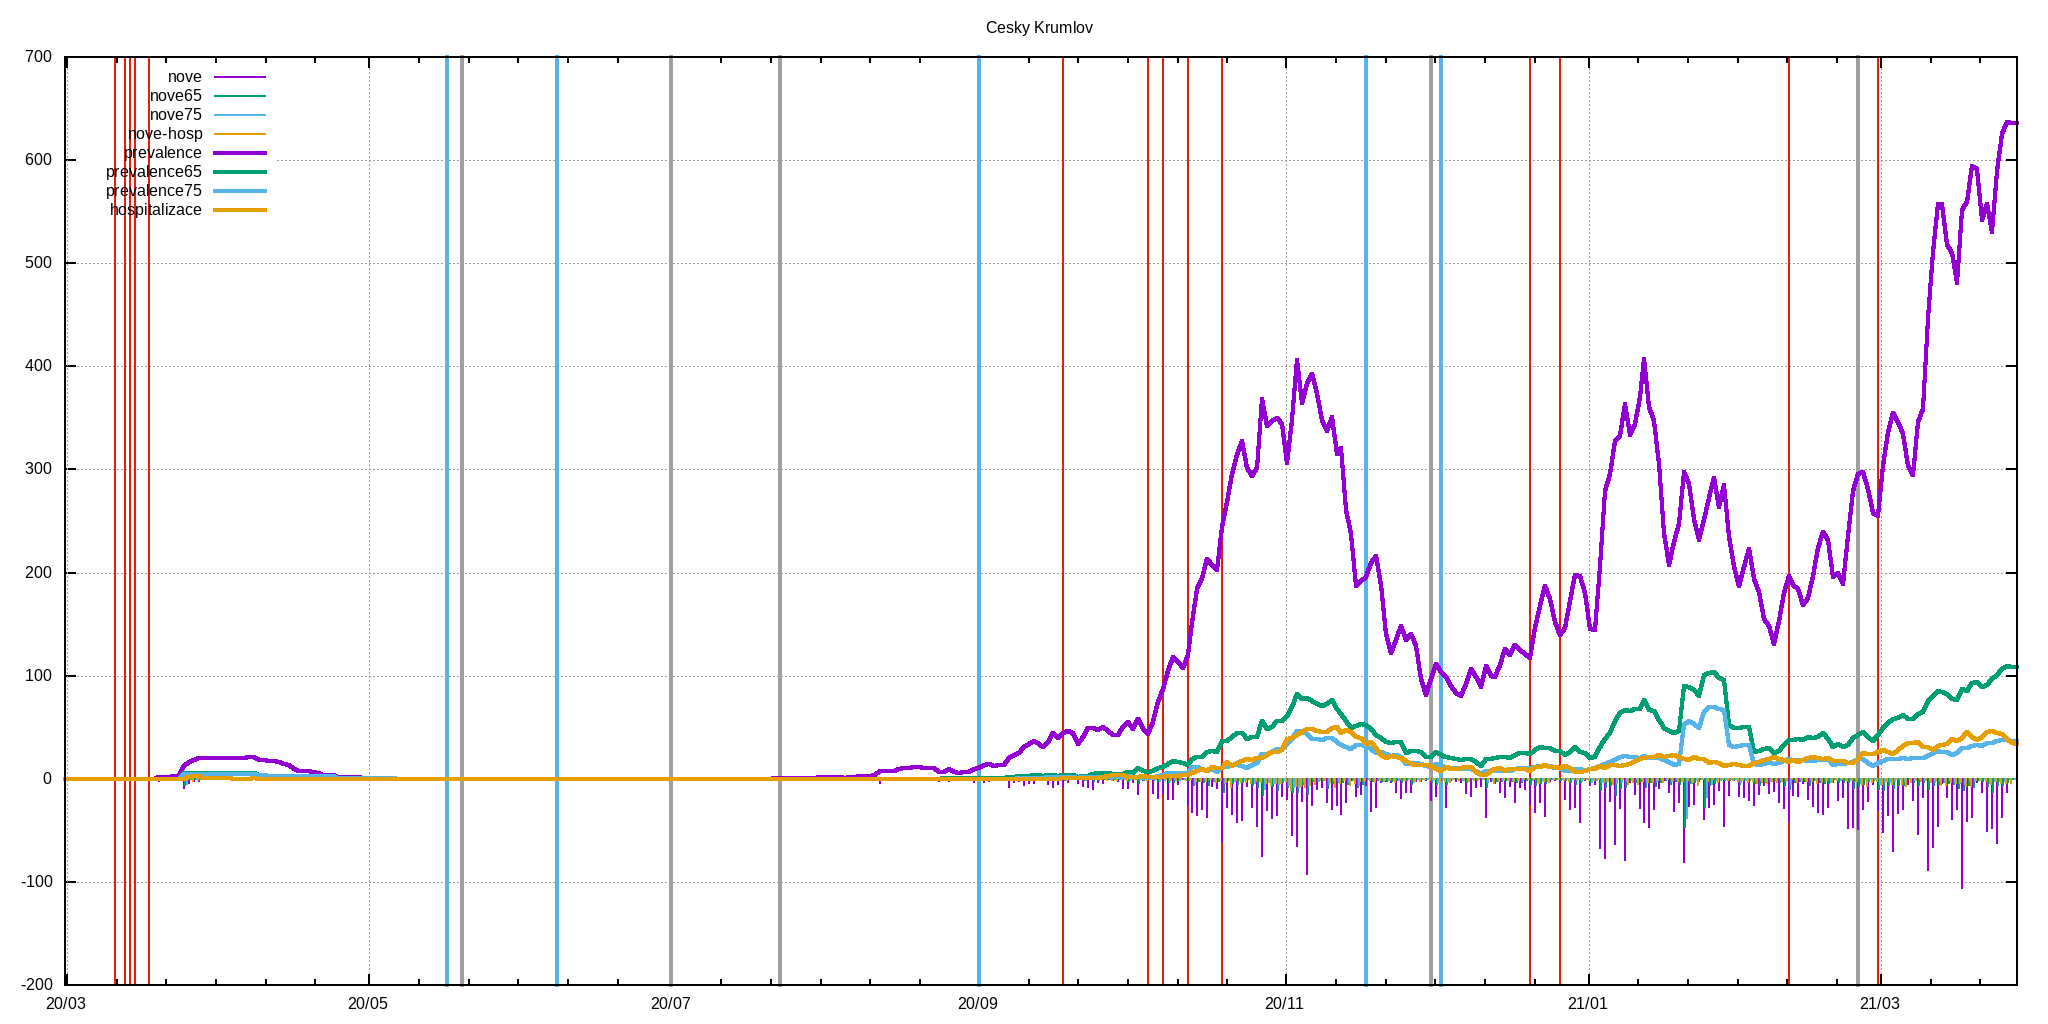 Cesky Krumlov
700
nove
nove65
nove75
nove-hosp
prevalence
prevalence65
prevalence75
hospitalizace
600
500
400
300
200
100
0
-100
-200
20/03 20/05 20/07 20/09 20/11 21/01 21/03